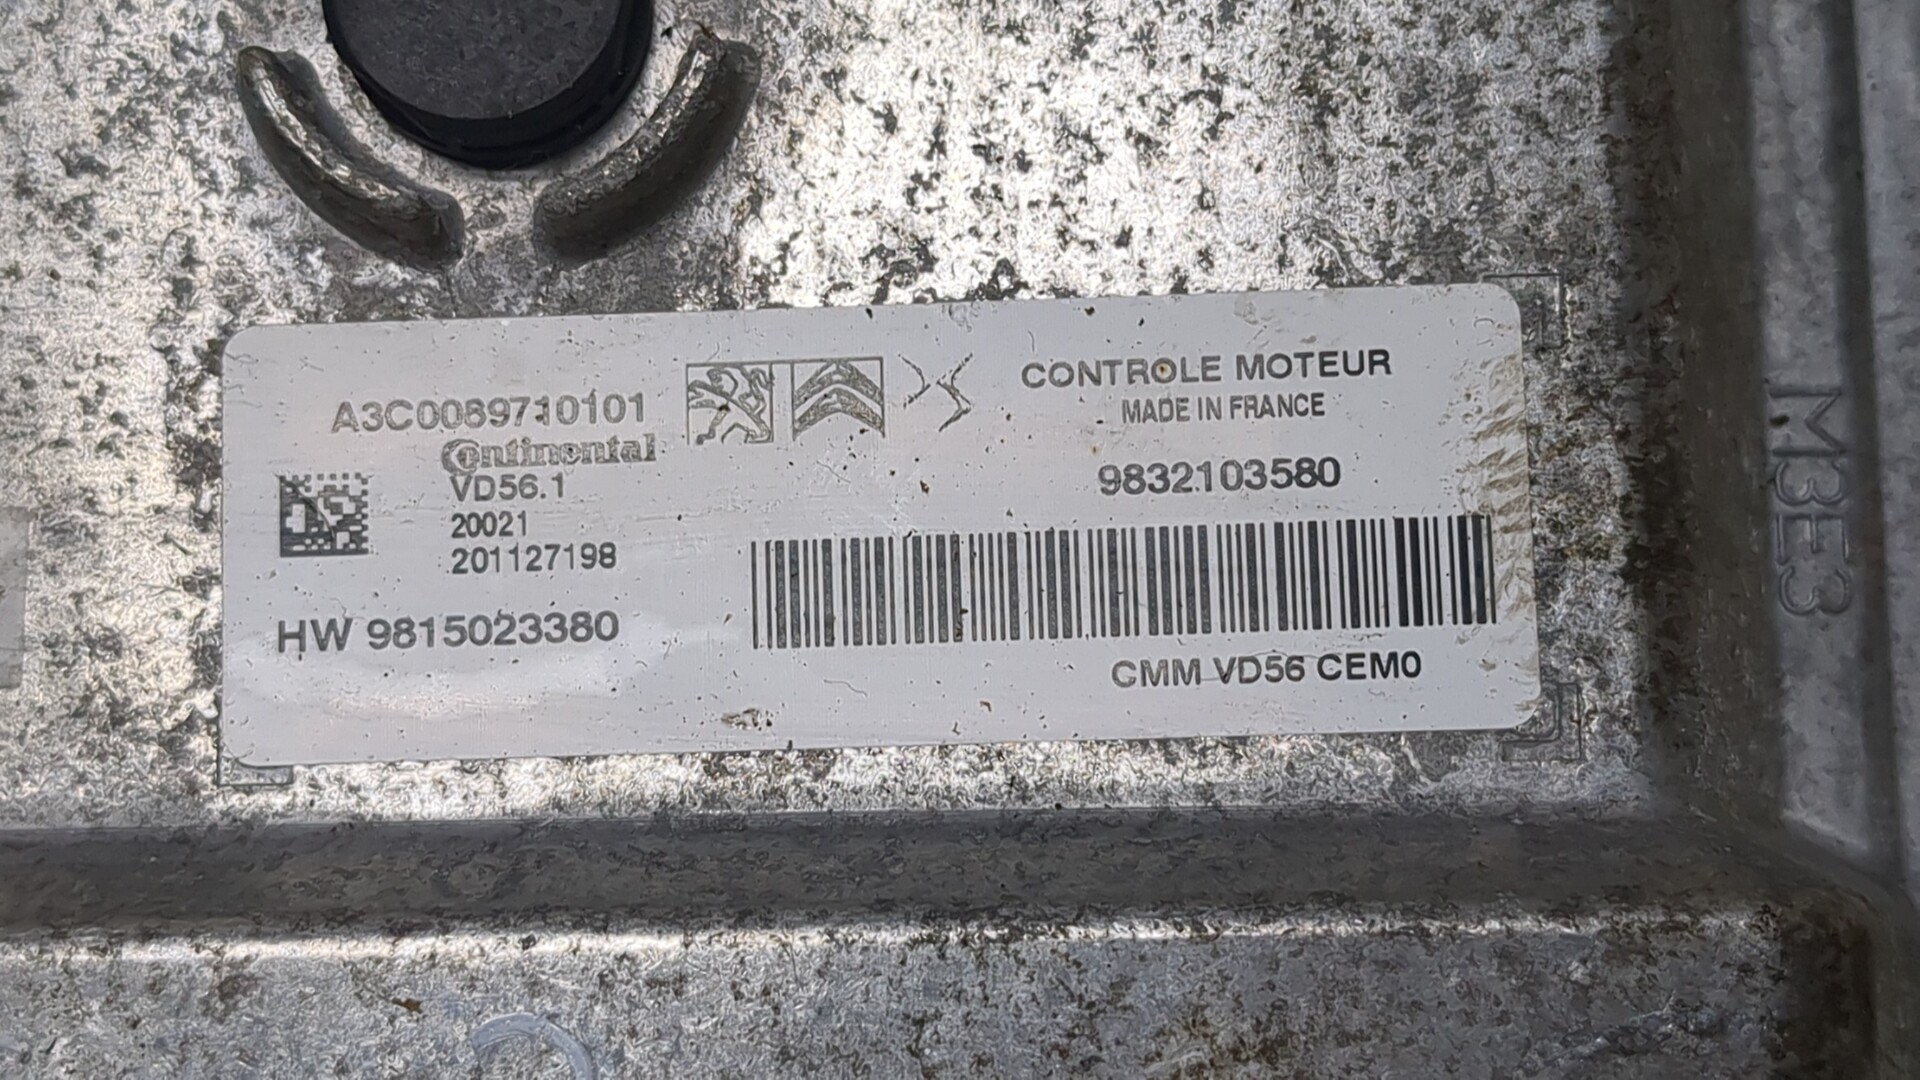 A3C0089710101
Continental
VD56.1
20021
201127198
HW 9815023380
CONTROLE MOTEUR
MADE IN FRANCE
9832103580
CMM VD56 CEM0
M3E3